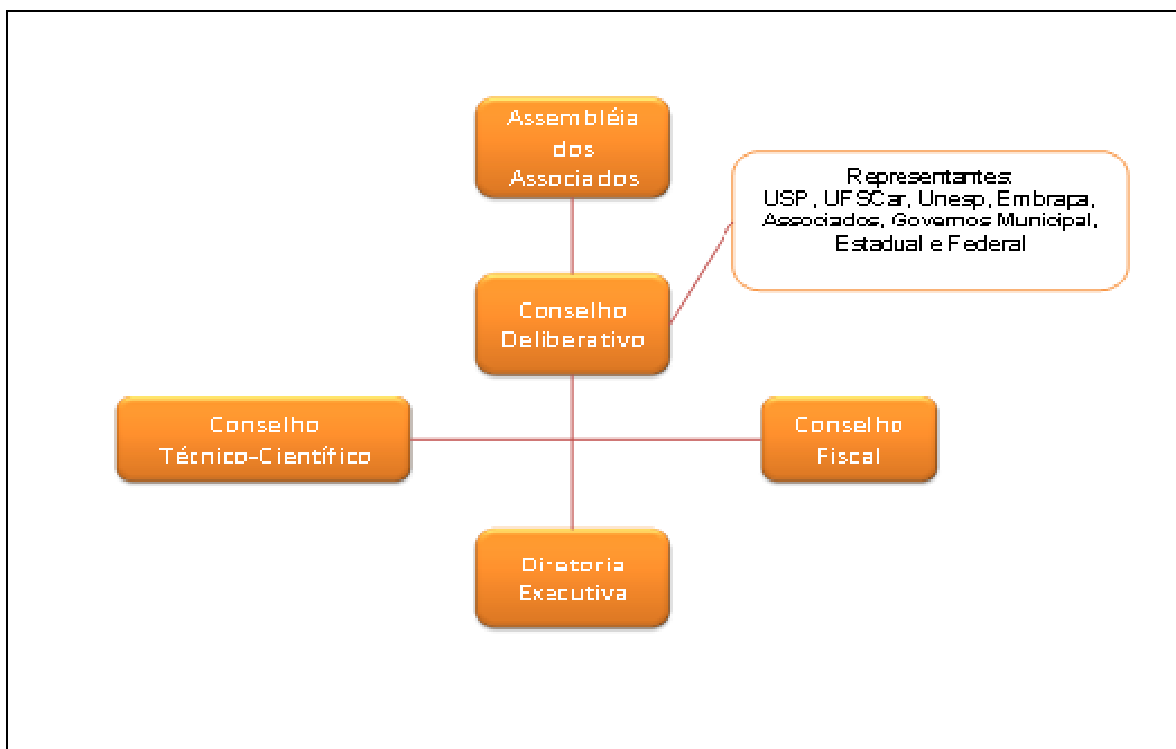 Assembléia
dos
Associados
Representantes:
USP, UFSCar, Unesp, Embrapa,
Associados, Governos Municipal,
Estadual e Federal
Conselho
Deliberativo
Conselho
Técnico-Científico
Conselho
Fiscal
Diretoria
Executiva